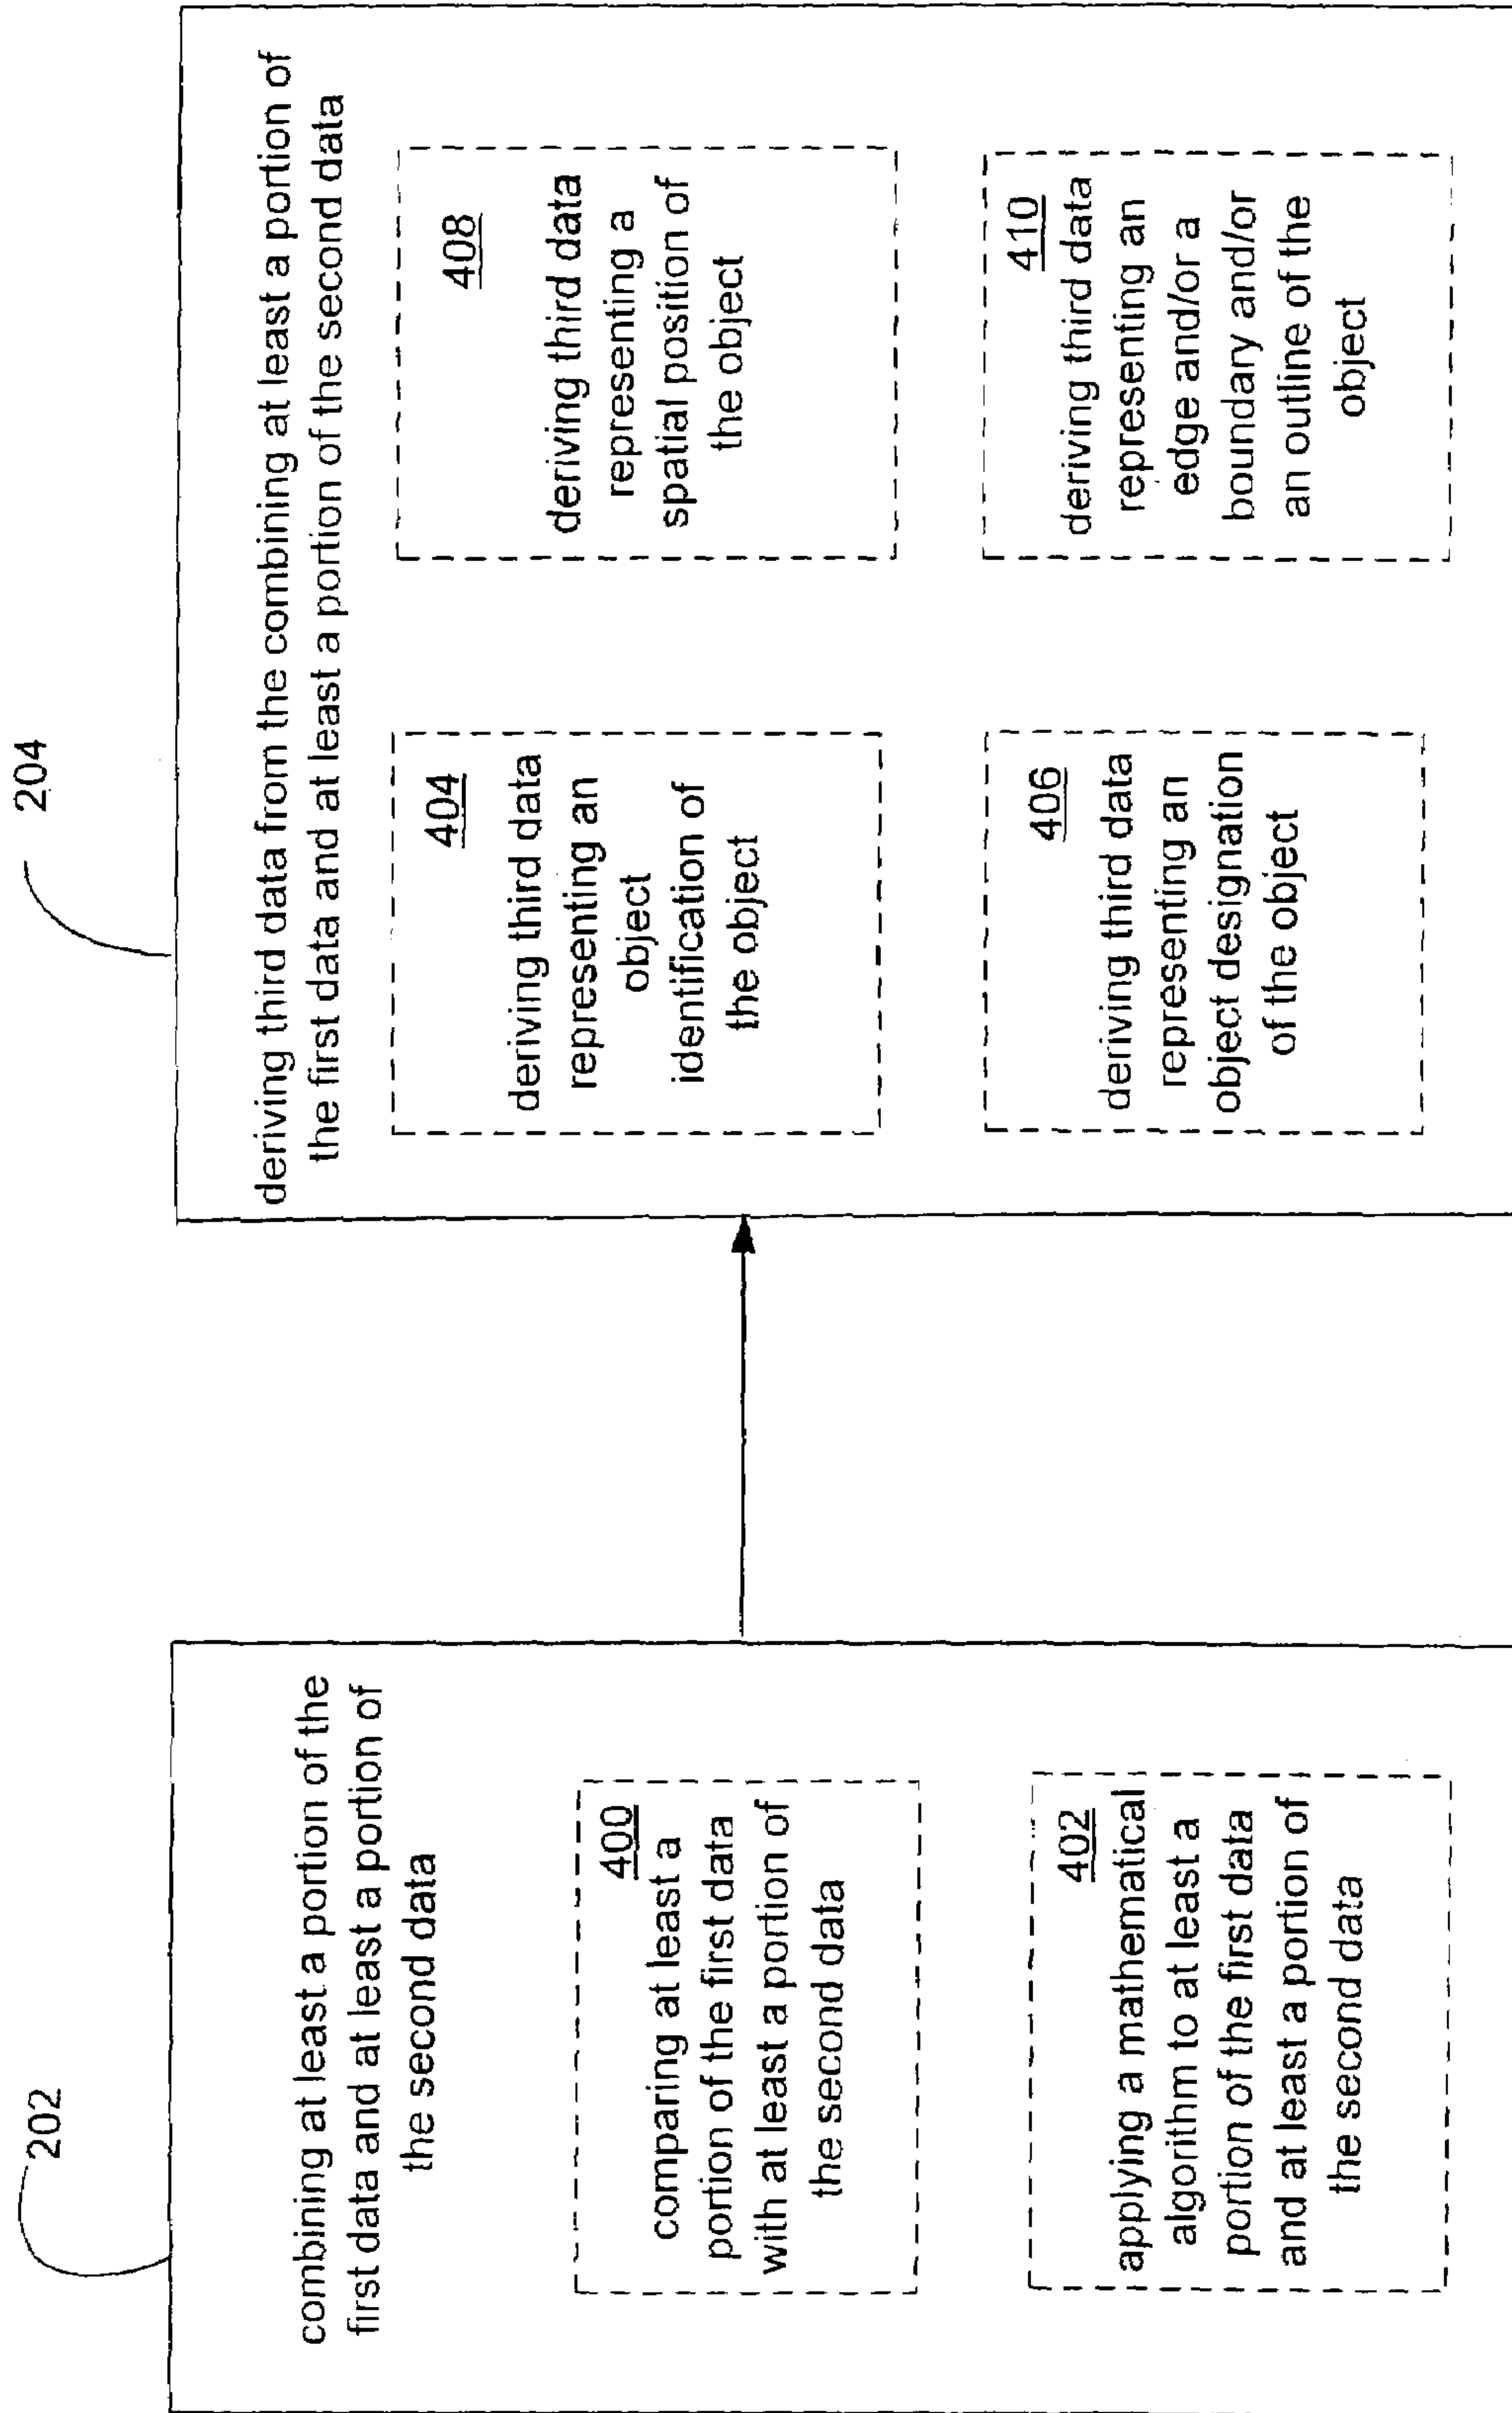 202
combining at least a portion of the
first data and at least a portion of
the second data
400
comparing at least a
portion of the first data
with at least a portion of
the second data
402
applying a mathematical
algorithm to at least a
portion of the first data
and at least a portion of
the second data
204
deriving third data from the combining at least a portion of
the first data and at least a portion of the second data
404
deriving third data
representing an
object
identification of
the object
406
deriving third data
representing an
object designation
of the object
408
deriving third data
representing a
spatial position of
the object
410
deriving third data
representing an
edge and/or a
boundary and/or
an outline of the
object